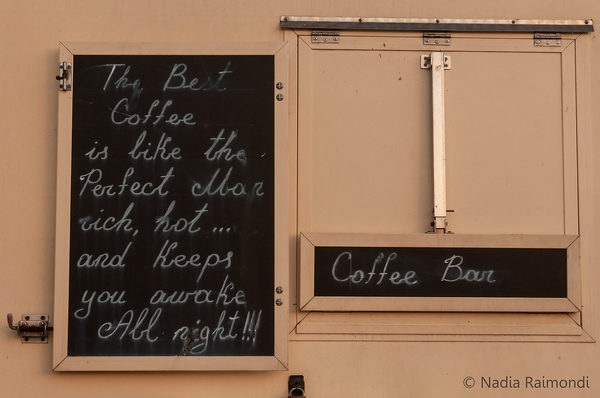 The Best
Coffee
is like the
Perfect Man
rich, hot ...
and keeps
you awake
All night!!!
Coffee Bar
© Nadia Raimondi